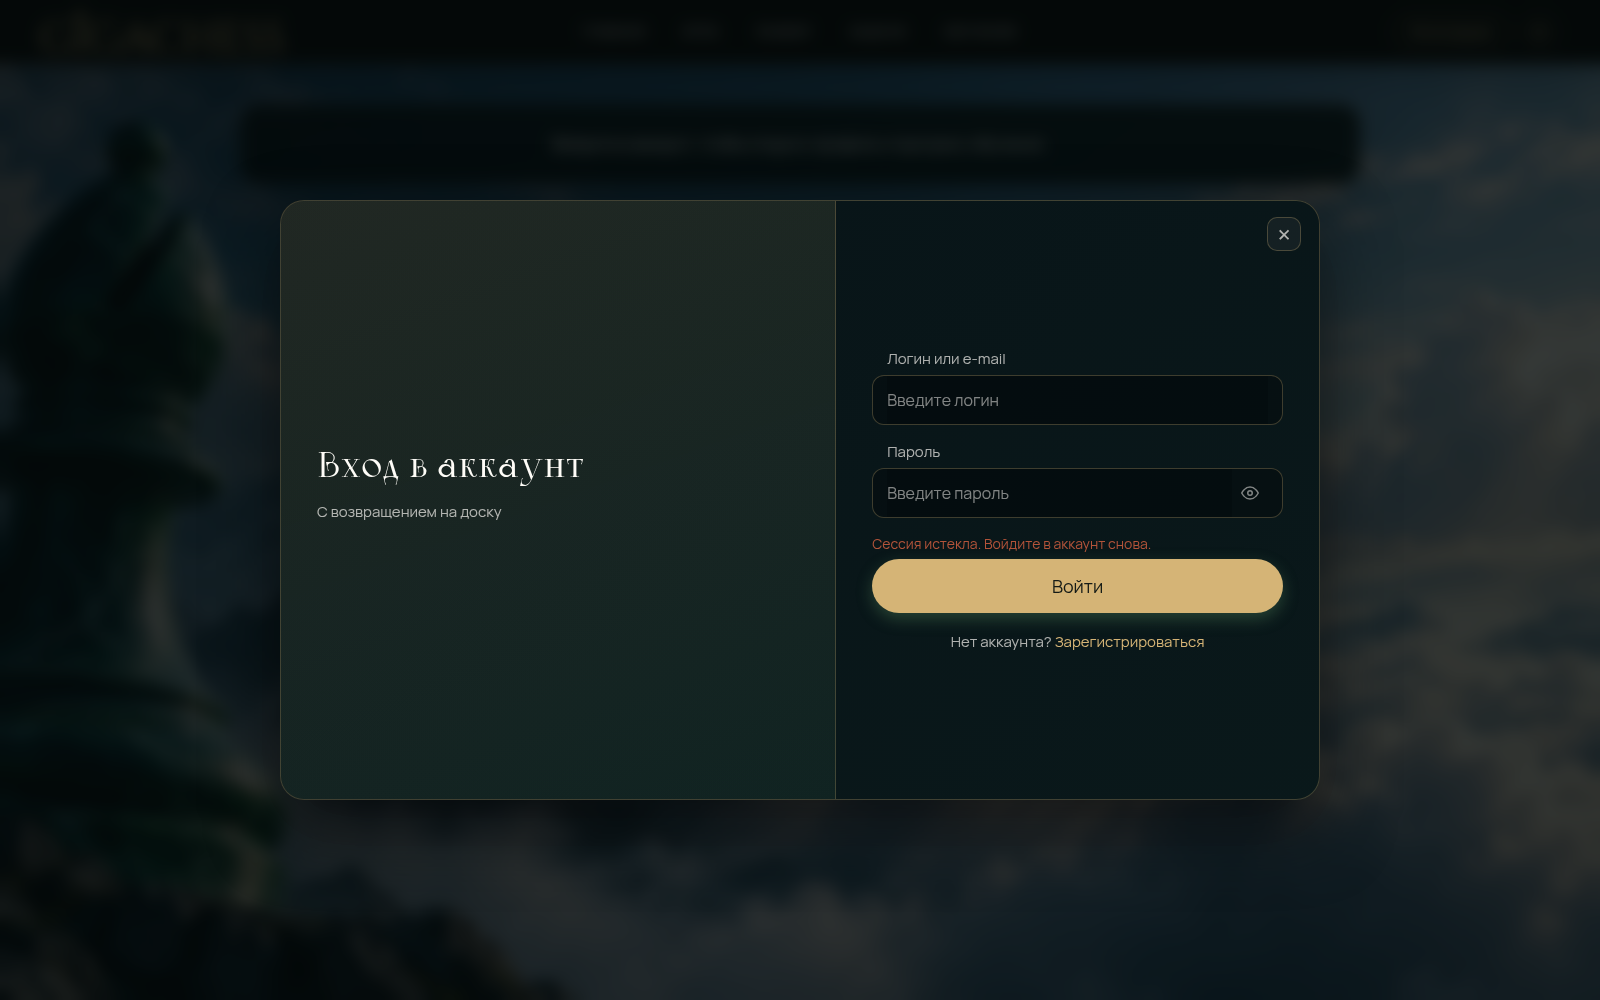 Вход в аккаунт
С возвращением на доску
Логин или e-mail
Введите логин
Пароль
Введите пароль
Сессия истекла. Войдите в аккаунт снова.
Войти
Нет аккаунта? Зарегистрироваться